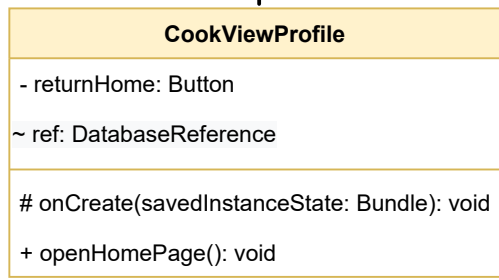 CookViewProfile
- returnHome: Button
~ ref: DatabaseReference
# onCreate(savedInstanceState: Bundle): void
+ openHomePage(): void